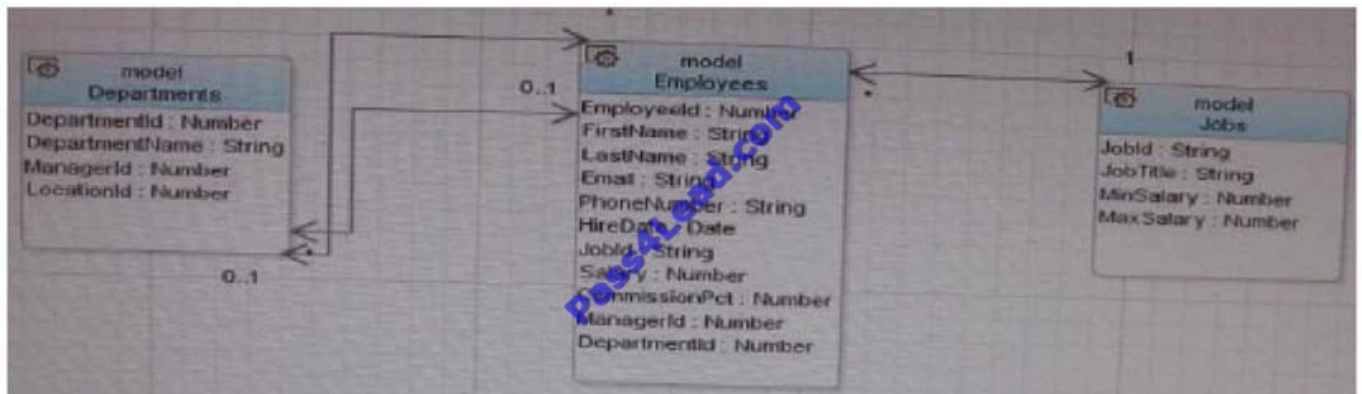 model
Departments
DepartmentId : Number
DepartmentName : String
ManagerId : Number
LocationId : Number
*
0..1
0..1
*
model
Employees
EmployeeId : Number
FirstName : String
LastName : String
Email : String
PhoneNumber : String
HireDate : Date
JobId : String
Salary : Number
CommissionPct : Number
ManagerId : Number
DepartmentId : Number
*
1
model
Jobs
JobId : String
JobTitle : String
MinSalary : Number
MaxSalary : Number
Pass4Lead.com